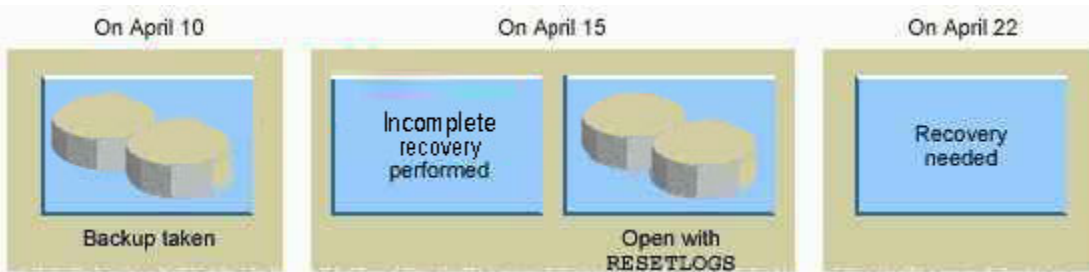 On April 10
On April 15
On April 22
Incomplete
recovery
performed
Recovery
needed
Backup taken
Open with
RESETLOGS